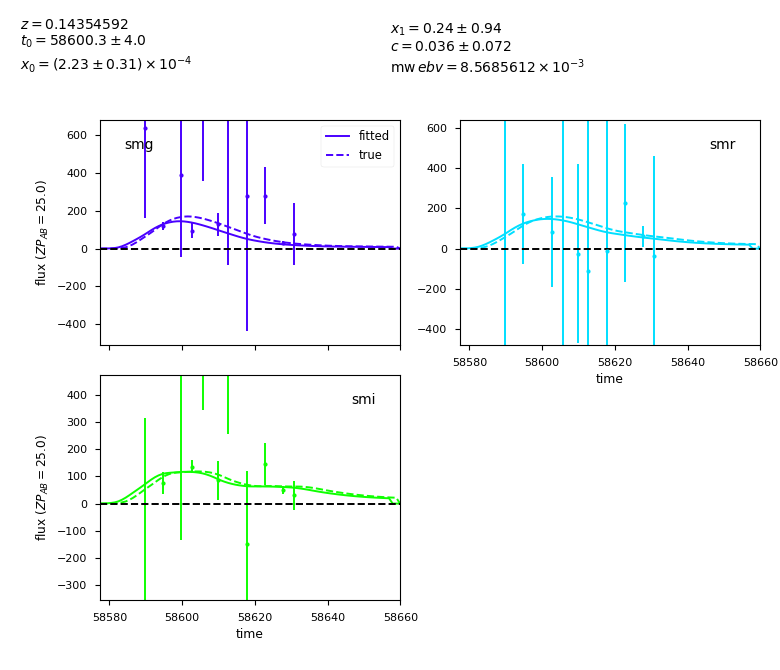 z = 0.14354592
t₀ = 58600.3 ± 4.0
x₀ = (2.23 ± 0.31) × 10⁻⁴
x₁ = 0.24 ± 0.94
c = 0.036 ± 0.072
mw ebv = 8.5685612 × 10⁻³
smg
fitted
true
600
400
200
0
−200
−400
flux (ZP_AB = 25.0)
smr
600
400
200
0
−200
−400
58580 58600 58620 58640 58660
time
smi
400
300
200
100
0
−100
−200
−300
flux (ZP_AB = 25.0)
58580 58600 58620 58640 58660
time